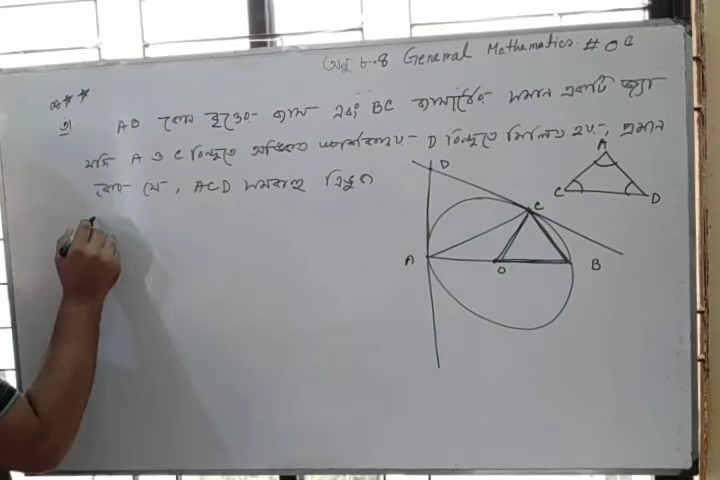 অনু ৮.৪ General Mathematics #08
*** 
৩) AB কোন বৃত্তের ব্যাস এবং BC ব্যাসার্ধের সমান একটি জ্যা
যদি A ও C বিন্দুতে অঙ্কিত স্পর্শকদ্বয় D বিন্দুতে মিলিত হয়, প্রমান
কর যে, ACD সমবাহু ত্রিভুজ
D
C
A
O
B
A
C
D